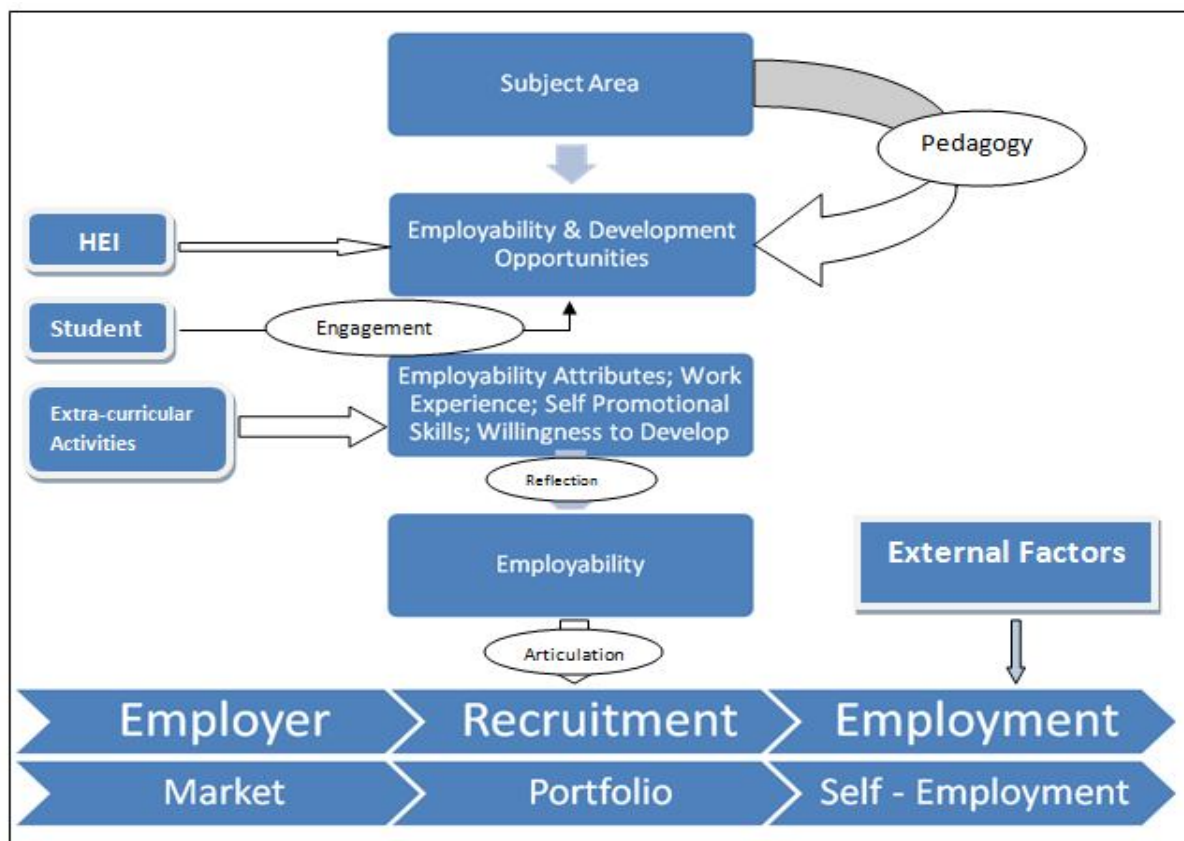 Subject Area
Pedagogy
HEI
Employability & Development
Opportunities
Student
Engagement
Extra-curricular
Activities
Employability Attributes; Work
Experience; Self Promotional
Skills; Willingness to Develop
Reflection
Employability
External Factors
Articulation
Employer
Recruitment
Employment
Market
Portfolio
Self - Employment